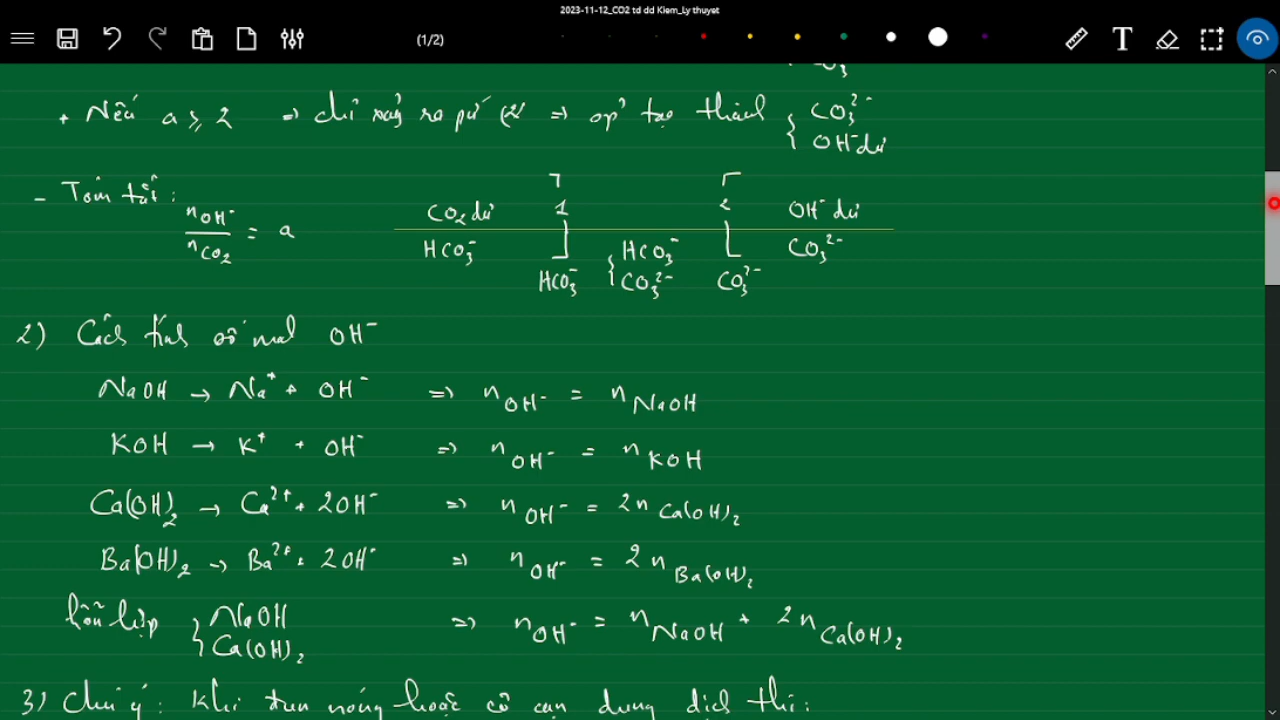 2023-11-12_CO2 td dd Kiem_Ly thuyet
(1/2)
T
+ Nếu a ≥ 2 ⇒ chỉ xảy ra pứ (2) ⇒ sp' tạo thành { CO₃²⁻
OH⁻ dư
- Tóm tắt:
nOH⁻ / nCO₂ = a
CO₂ dư 1 2 OH⁻ dư
HCO₃⁻ { HCO₃⁻ CO₃²⁻
HCO₃⁻ CO₃²⁻ CO₃²⁻
2) Cách tính số mol OH⁻
NaOH → Na⁺ + OH⁻ ⇒ nOH⁻ = nNaOH
KOH → K⁺ + OH⁻ ⇒ nOH⁻ = nKOH
Ca(OH)₂ → Ca²⁺ + 2OH⁻ ⇒ nOH⁻ = 2nCa(OH)₂
Ba(OH)₂ → Ba²⁺ + 2OH⁻ ⇒ nOH⁻ = 2nBa(OH)₂
hỗn hợp { NaOH ⇒ nOH⁻ = nNaOH + 2nCa(OH)₂
Ca(OH)₂
3) Chú ý: Khi đun nóng hoặc cô cạn dung dịch thì: